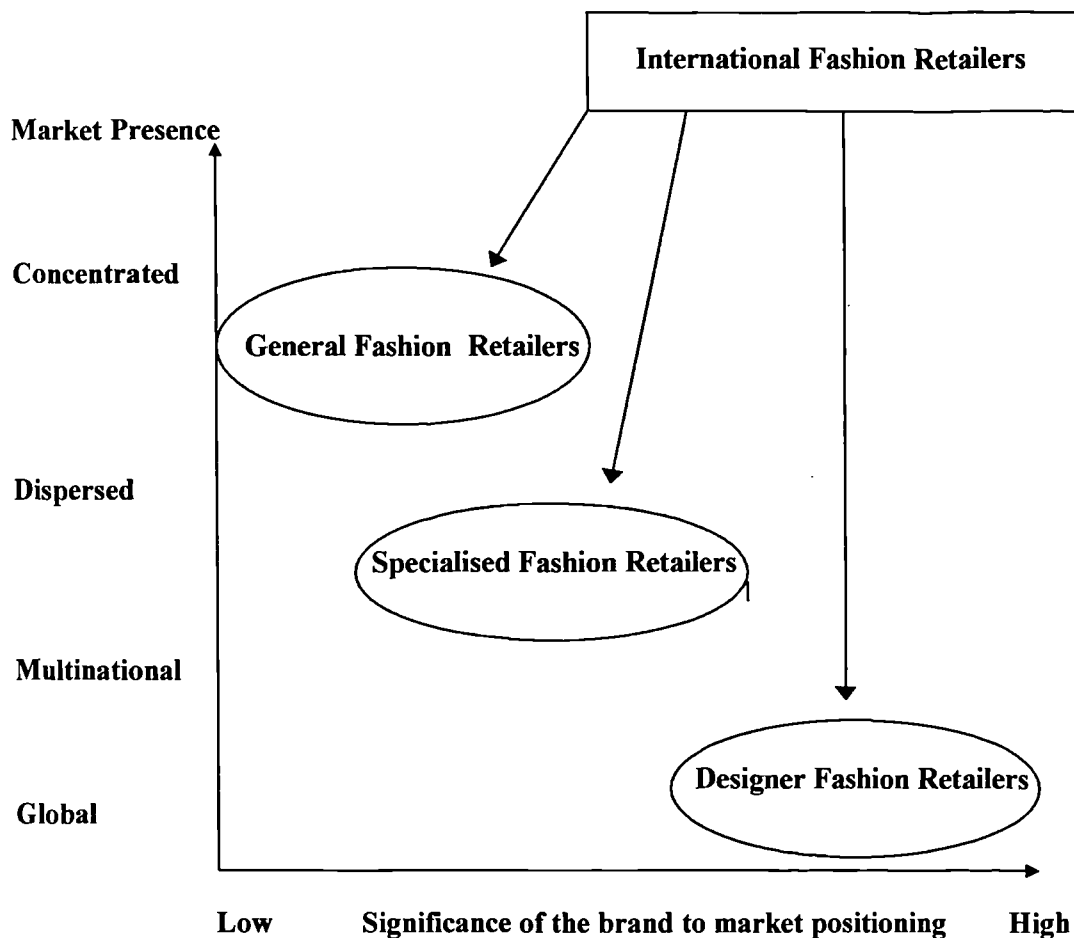 International Fashion Retailers
Market Presence
Concentrated
General Fashion Retailers
Dispersed
Specialised Fashion Retailers
Multinational
Designer Fashion Retailers
Global
Low Significance of the brand to market positioning High